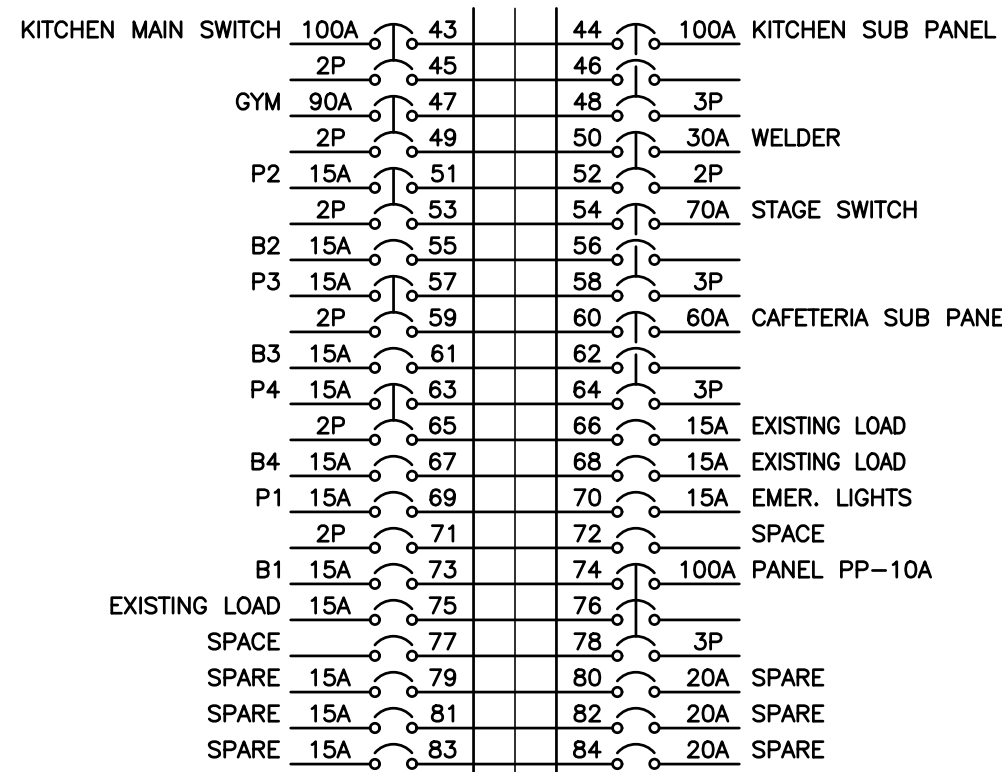 KITCHEN MAIN SWITCH 100A 43 44 100A KITCHEN SUB PANEL
2P 45 46
GYM 90A 47 48 3P
2P 49 50 30A WELDER
P2 15A 51 52 2P
2P 53 54 70A STAGE SWITCH
B2 15A 55 56
P3 15A 57 58 3P
2P 59 60 60A CAFETERIA SUB PANE
B3 15A 61 62
P4 15A 63 64 3P
2P 65 66 15A EXISTING LOAD
B4 15A 67 68 15A EXISTING LOAD
P1 15A 69 70 15A EMER. LIGHTS
2P 71 72 SPACE
B1 15A 73 74 100A PANEL PP-10A
EXISTING LOAD 15A 75 76
SPACE 77 78 3P
SPARE 15A 79 80 20A SPARE
SPARE 15A 81 82 20A SPARE
SPARE 15A 83 84 20A SPARE